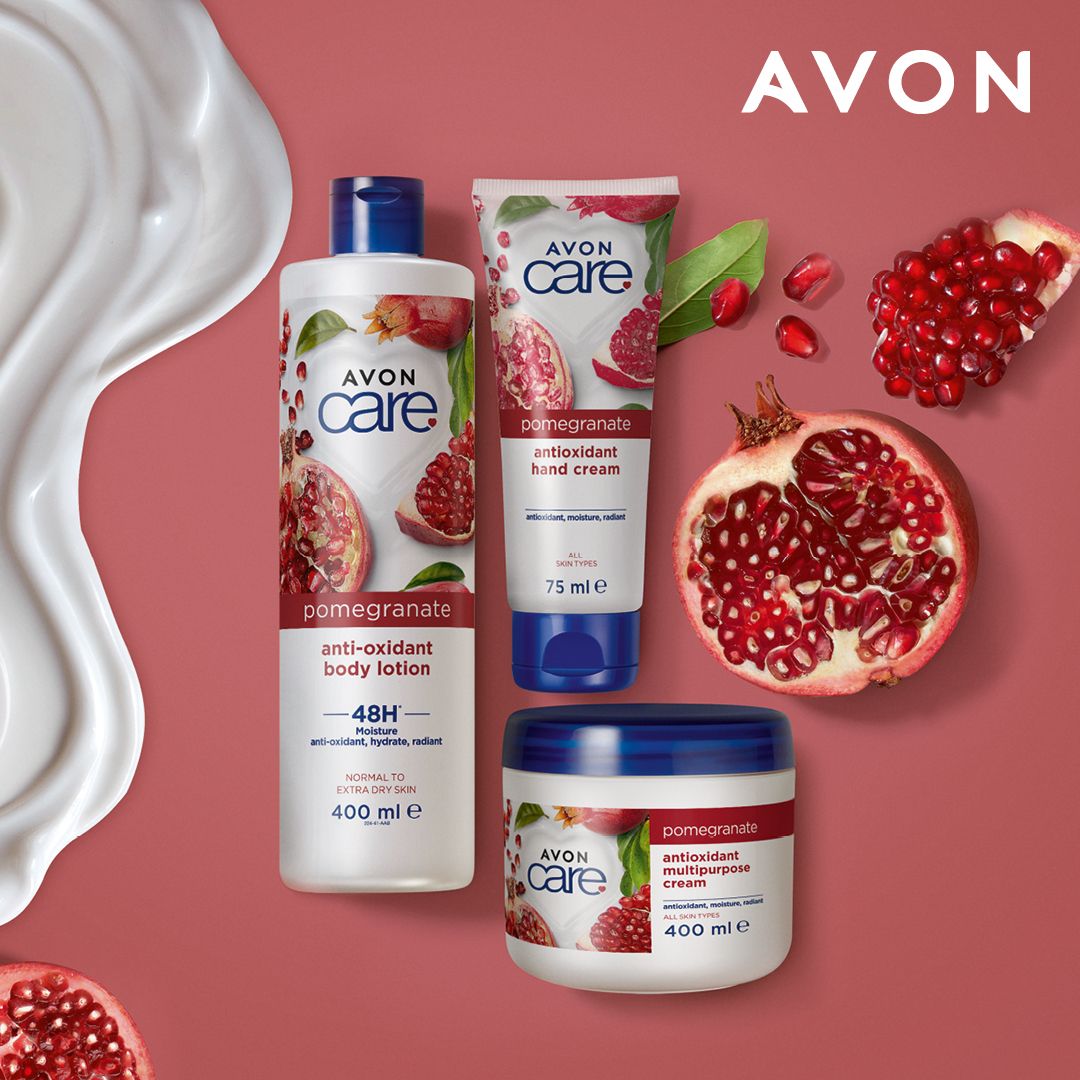 AVON
AVON
care
pomegranate
anti-oxidant
body lotion
48H*
Moisture
anti-oxidant, hydrate, radiant
NORMAL TO
EXTRA DRY SKIN
400 ml ℮
AVON
care
pomegranate
antioxidant
hand cream
antioxidant, moisture, radiant
ALL
SKIN TYPES
75 ml ℮
AVON
care
pomegranate
antioxidant
multipurpose
cream
antioxidant, moisture, radiant
ALL SKIN TYPES
400 ml ℮